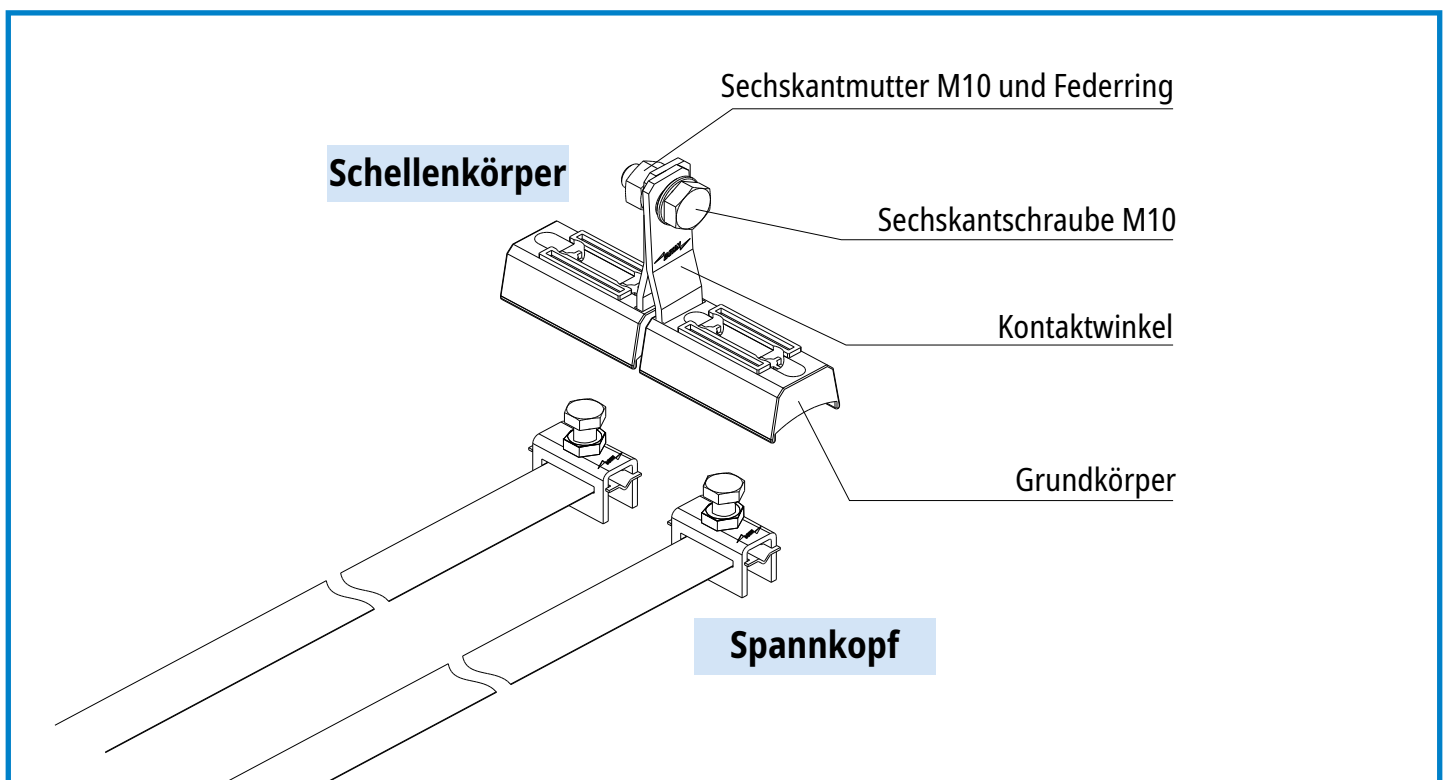 Sechskantmutter M10 und Federring
Schellenkörper
Sechskantschraube M10
Kontaktwinkel
Grundkörper
Spannkopf